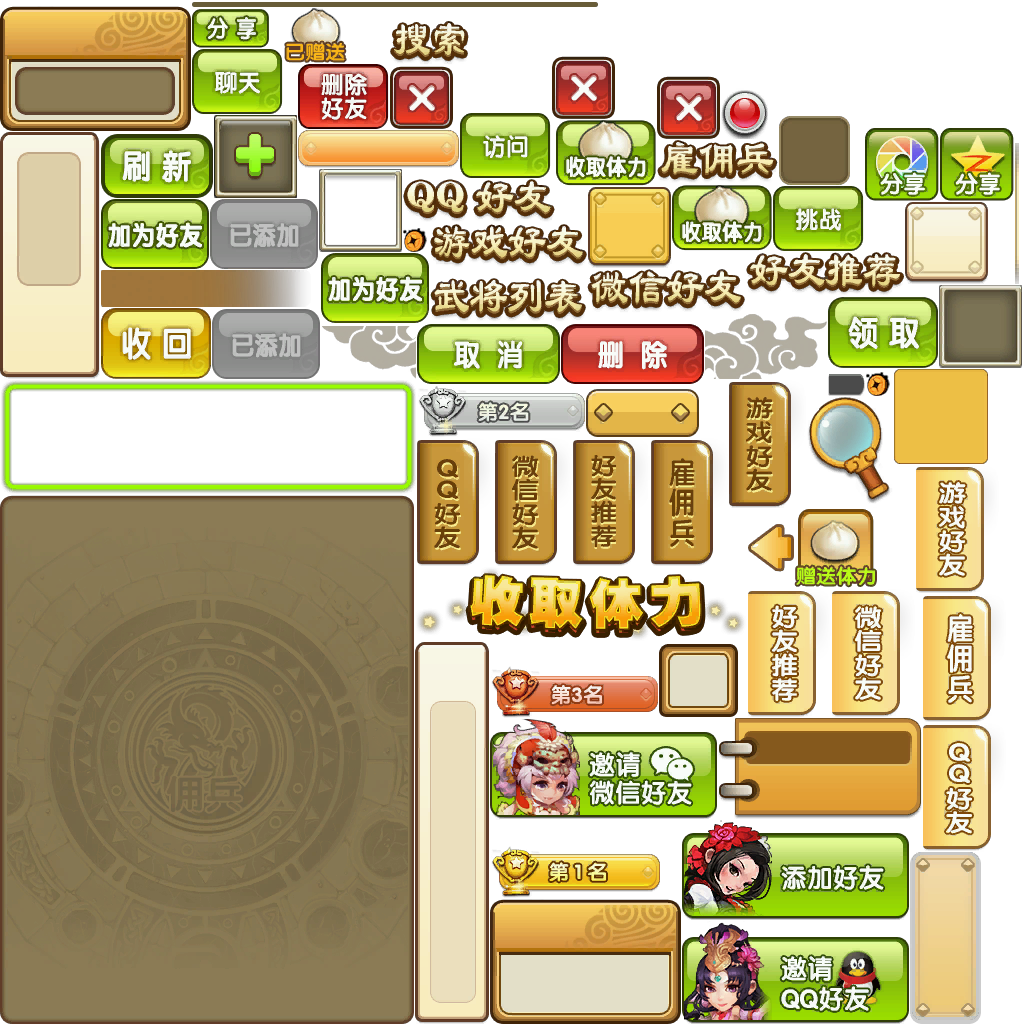 分享
已赠送
搜索
聊天
删除
好友
访问
收取体力
雇佣兵
分享
分享
刷新
QQ好友
加为好友
已添加
游戏好友
收取体力
挑战
加为好友
武将列表
微信好友
好友推荐
收回
已添加
取消
删除
领取
第2名
游戏好友
QQ好友
微信好友
好友推荐
雇佣兵
游戏好友
赠送体力
收取体力
好友推荐
微信好友
雇佣兵
第3名
邀请
微信好友
QQ好友
佣兵
第1名
添加好友
邀请
QQ好友